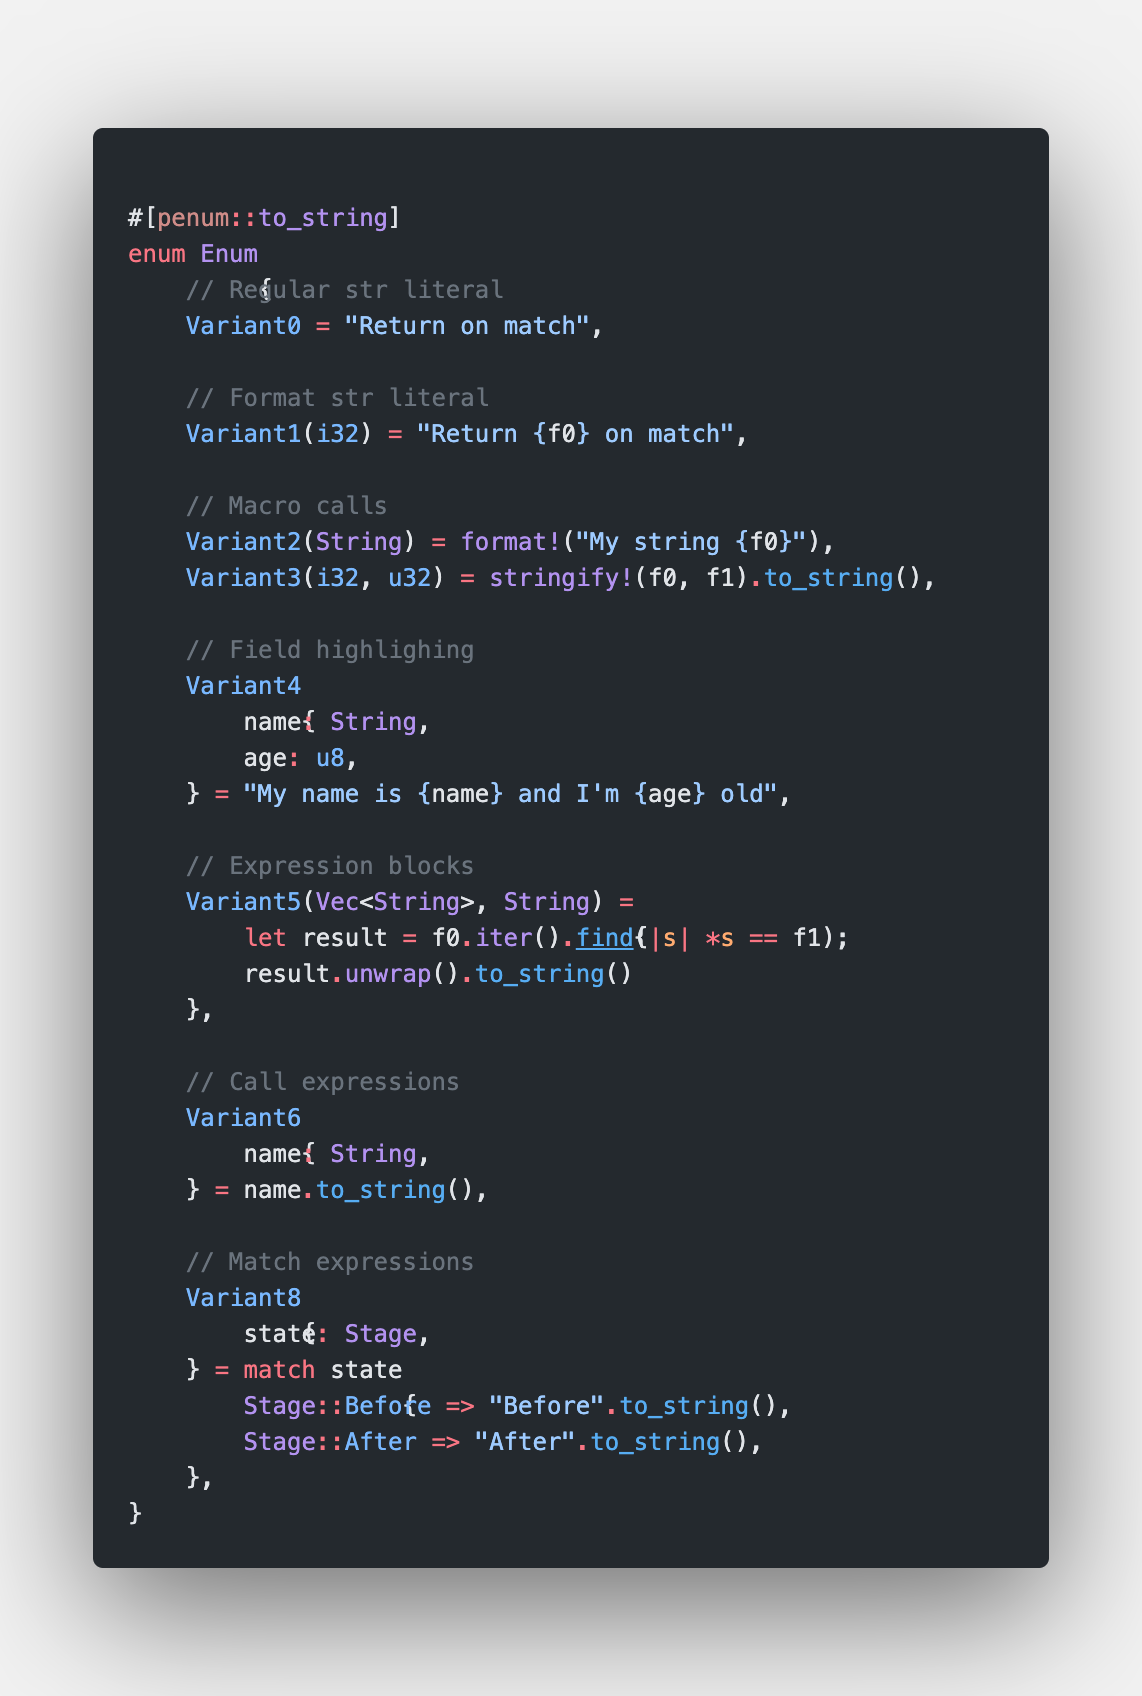 #[penum::to_string]
enum Enum {
    // Regular str literal
    Variant0 = "Return on match",

    // Format str literal
    Variant1(i32) = "Return {f0} on match",

    // Macro calls
    Variant2(String) = format!("My string {f0}"),
    Variant3(i32, u32) = stringify!(f0, f1).to_string(),

    // Field highlighing
    Variant4 {
        name: String,
        age: u8,
    } = "My name is {name} and I'm {age} old",

    // Expression blocks
    Variant5(Vec<String>, String) = {
        let result = f0.iter().find(|s| *s == f1);
        result.unwrap().to_string()
    },

    // Call expressions
    Variant6 {
        name: String,
    } = name.to_string(),

    // Match expressions
    Variant8 {
        state: Stage,
    } = match state {
        Stage::Before => "Before".to_string(),
        Stage::After => "After".to_string(),
    },
}